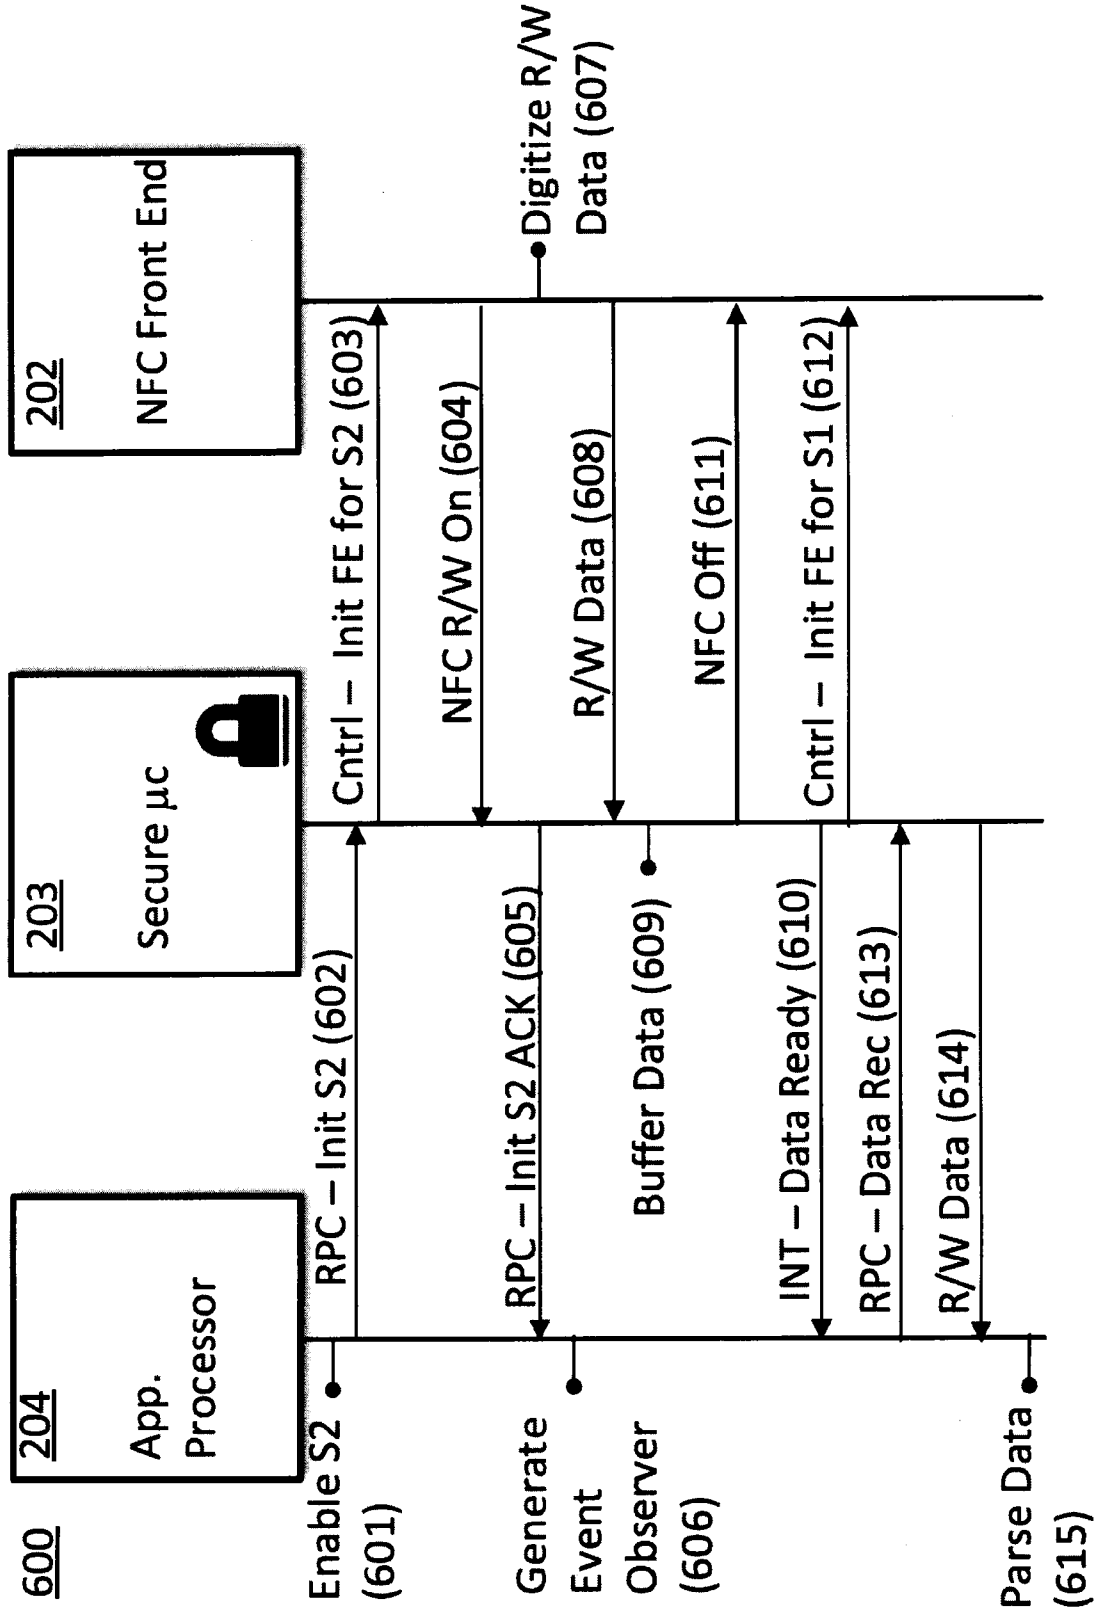 600
204
App.
Processor
203
Secure μc
202
NFC Front End
Enable S2
(601)
RPC – Init S2 (602)
Cntrl – Init FE for S2 (603)
NFC R/W On (604)
RPC – Init S2 ACK (605)
Generate
Event
Observer
(606)
Digitize R/W
Data (607)
R/W Data (608)
Buffer Data (609)
NFC Off (611)
INT – Data Ready (610)
Cntrl – Init FE for S1 (612)
RPC – Data Rec (613)
R/W Data (614)
Parse Data
(615)